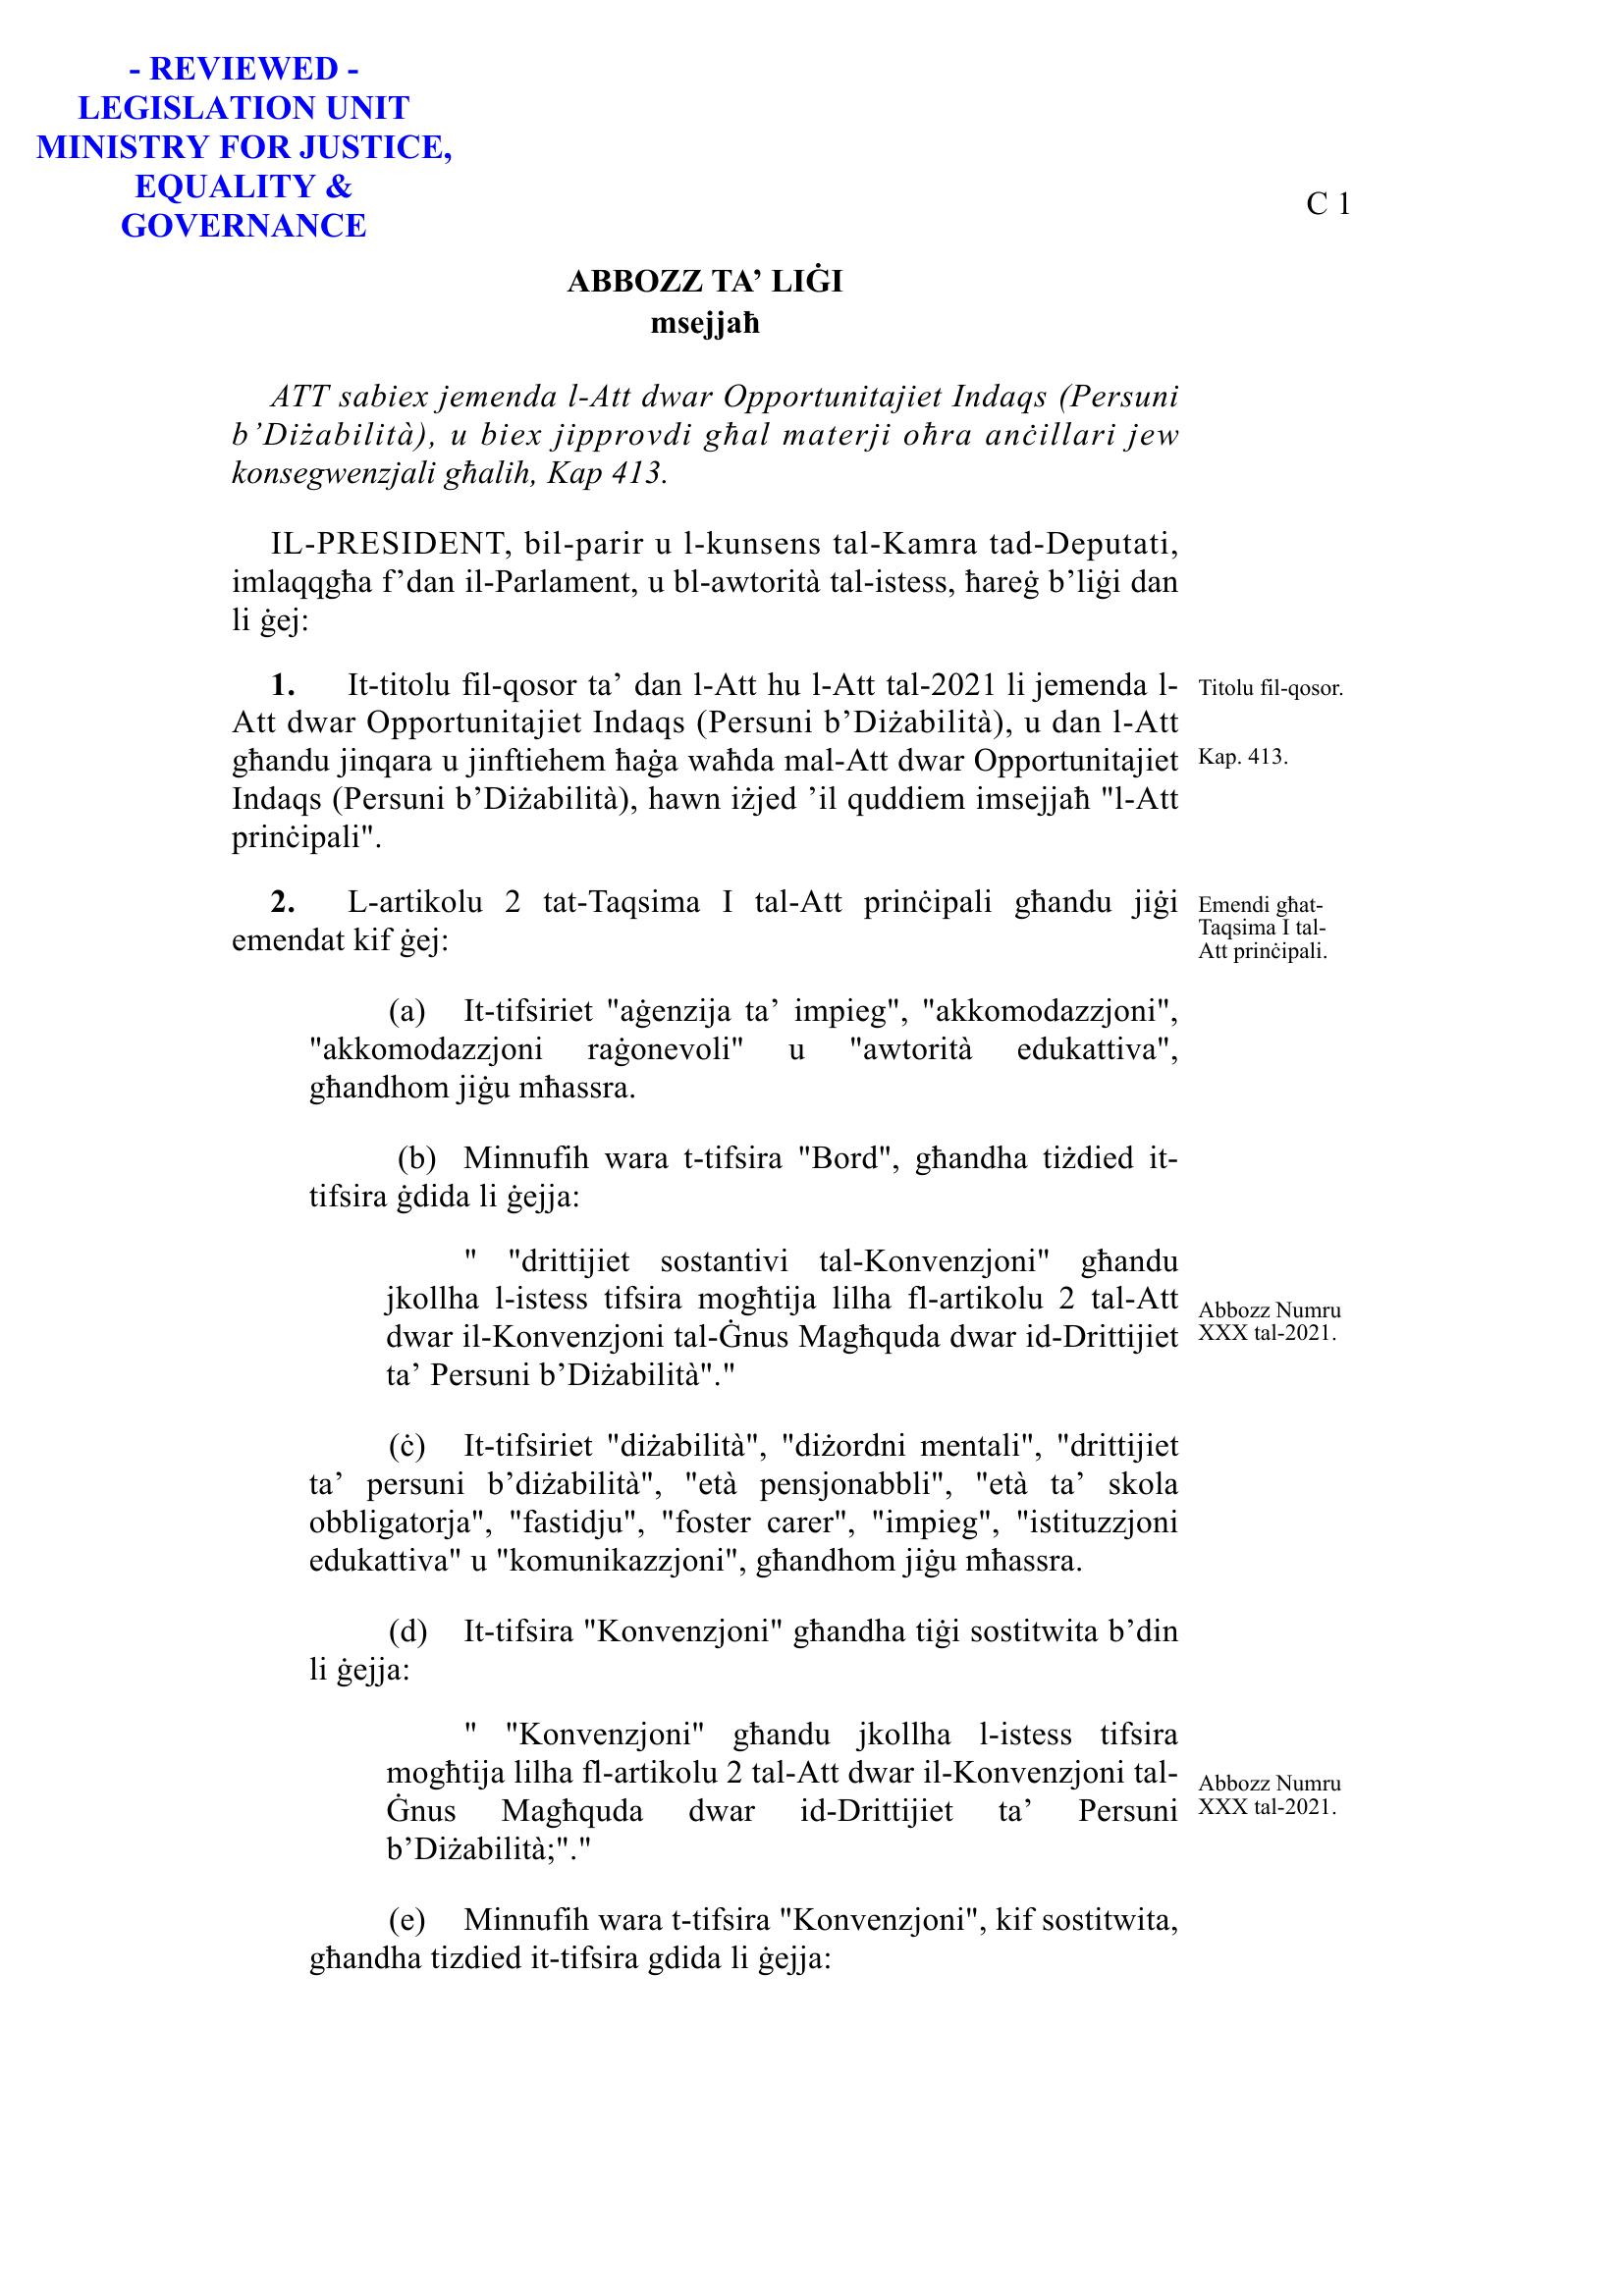 - REVIEWED -
LEGISLATION UNIT
MINISTRY FOR JUSTICE,
EQUALITY &
GOVERNANCE
C 1
ABBOZZ TA’ LIĠI
msejjaħ
ATT sabiex jemenda l-Att dwar Opportunitajiet Indaqs (Persuni
b’Diżabilità), u biex jipprovdi għal materji oħra anċillari jew
konsegwenzjali għalih, Kap 413.
IL-PRESIDENT, bil-parir u l-kunsens tal-Kamra tad-Deputati,
imlaqqgħa f’dan il-Parlament, u bl-awtorità tal-istess, ħareġ b’liġi dan
li ġej:
1. It-titolu fil-qosor ta’ dan l-Att hu l-Att tal-2021 li jemenda l-
Titolu fil-qosor.
Att dwar Opportunitajiet Indaqs (Persuni b’Diżabilità), u dan l-Att
għandu jinqara u jinftiehem ħaġa waħda mal-Att dwar Opportunitajiet
Kap. 413.
Indaqs (Persuni b’Diżabilità), hawn iżjed ’il quddiem imsejjaħ "l-Att
prinċipali".
2. L-artikolu 2 tat-Taqsima I tal-Att prinċipali għandu jiġi
emendat kif ġej:
Emendi għat-
Taqsima I tal-
Att prinċipali.
(a) It-tifsiriet "aġenzija ta’ impieg", "akkomodazzjoni",
"akkomodazzjoni raġonevoli" u "awtorità edukattiva",
għandhom jiġu mħassra.
(b) Minnufih wara t-tifsira "Bord", għandha tiżdied it-
tifsira ġdida li ġejja:
" "drittijiet sostantivi tal-Konvenzjoni" għandu
jkollha l-istess tifsira mogħtija lilha fl-artikolu 2 tal-Att
dwar il-Konvenzjoni tal-Ġnus Magħquda dwar id-Drittijiet
ta’ Persuni b’Diżabilità"."
Abbozz Numru
XXX tal-2021.
(ċ) It-tifsiriet "diżabilità", "diżordni mentali", "drittijiet
ta’ persuni b’diżabilità", "età pensjonabbli", "età ta’ skola
obbligatorja", "fastidju", "foster carer", "impieg", "istituzzjoni
edukattiva" u "komunikazzjoni", għandhom jiġu mħassra.
(d) It-tifsira "Konvenzjoni" għandha tiġi sostitwita b’din
li ġejja:
" "Konvenzjoni" għandu jkollha l-istess tifsira
mogħtija lilha fl-artikolu 2 tal-Att dwar il-Konvenzjoni tal-
Ġnus Magħquda dwar id-Drittijiet ta’ Persuni
b’Diżabilità;"."
Abbozz Numru
XXX tal-2021.
(e) Minnufih wara t-tifsira "Konvenzjoni", kif sostitwita,
għandha tizdied it-tifsira gdida li ġejja: